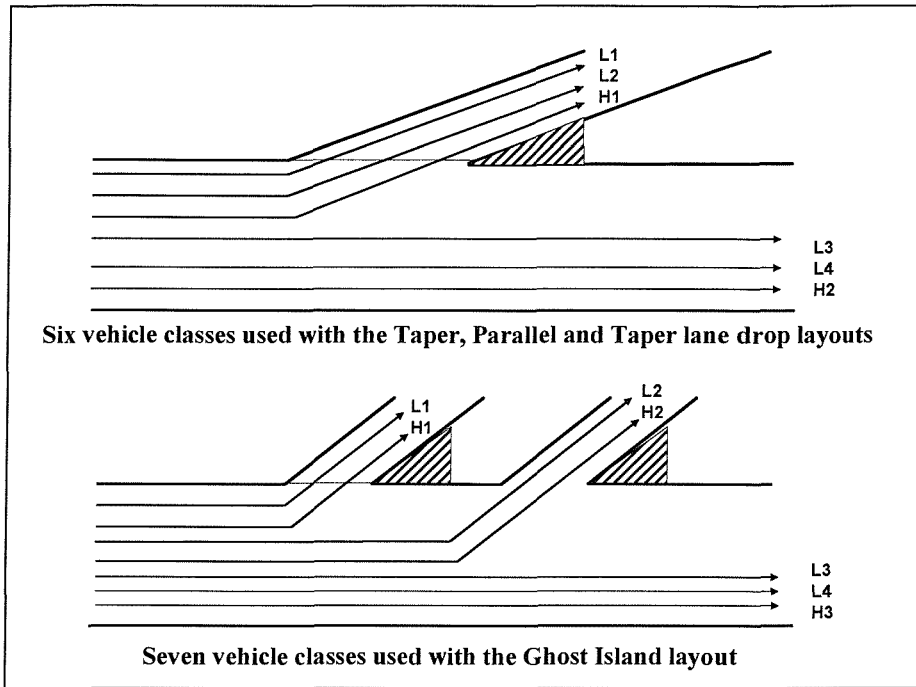 L1
L2
H1
L3
L4
H2
Six vehicle classes used with the Taper, Parallel and Taper lane drop layouts
L1
H1
L2
H2
L3
L4
H3
Seven vehicle classes used with the Ghost Island layout